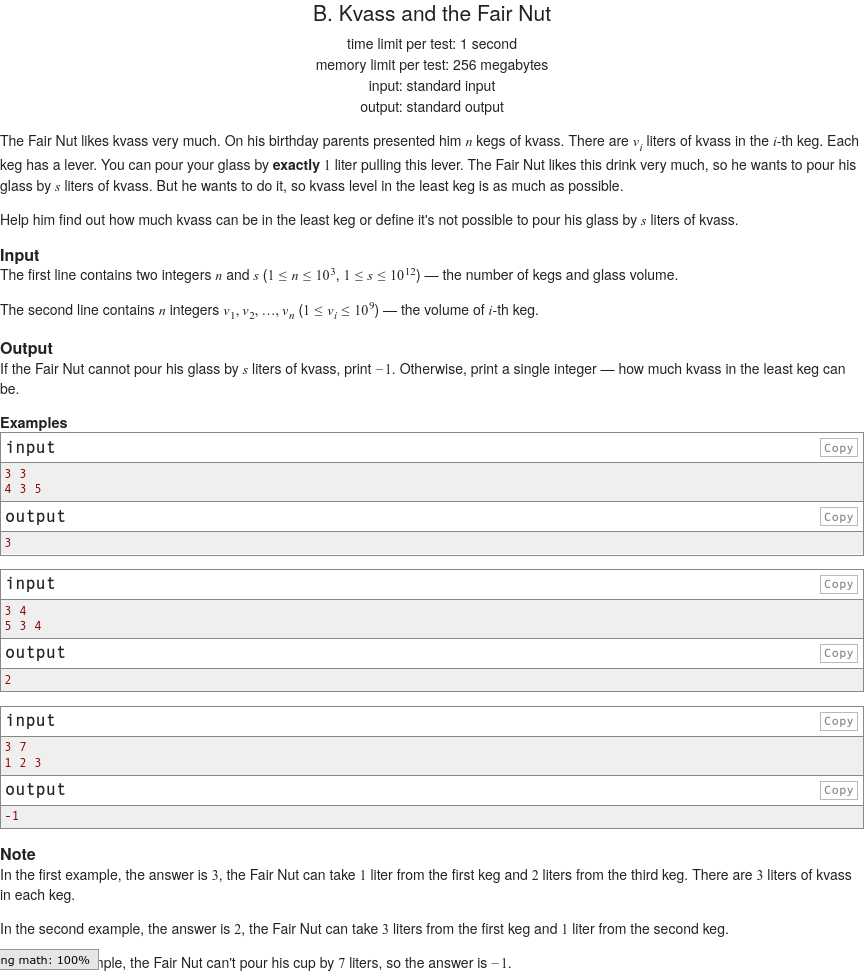 B. Kvass and the Fair Nut
time limit per test: 1 second
memory limit per test: 256 megabytes
input: standard input
output: standard output
The Fair Nut likes kvass very much. On his birthday parents presented him n kegs of kvass. There are v_i liters of kvass in the i-th keg. Each
keg has a lever. You can pour your glass by exactly 1 liter pulling this lever. The Fair Nut likes this drink very much, so he wants to pour his
glass by s liters of kvass. But he wants to do it, so kvass level in the least keg is as much as possible.
Help him find out how much kvass can be in the least keg or define it's not possible to pour his glass by s liters of kvass.
Input
The first line contains two integers n and s (1 ≤ n ≤ 10^3, 1 ≤ s ≤ 10^12) — the number of kegs and glass volume.
The second line contains n integers v_1, v_2, …, v_n (1 ≤ v_i ≤ 10^9) — the volume of i-th keg.
Output
If the Fair Nut cannot pour his glass by s liters of kvass, print −1. Otherwise, print a single integer — how much kvass in the least keg can
be.
Examples
input Copy
3 3
4 3 5
output Copy
3
input Copy
3 4
5 3 4
output Copy
2
input Copy
3 7
1 2 3
output Copy
-1
Note
In the first example, the answer is 3, the Fair Nut can take 1 liter from the first keg and 2 liters from the third keg. There are 3 liters of kvass
in each keg.
In the second example, the answer is 2, the Fair Nut can take 3 liters from the first keg and 1 liter from the second keg.
ng math: 100% mple, the Fair Nut can't pour his cup by 7 liters, so the answer is −1.